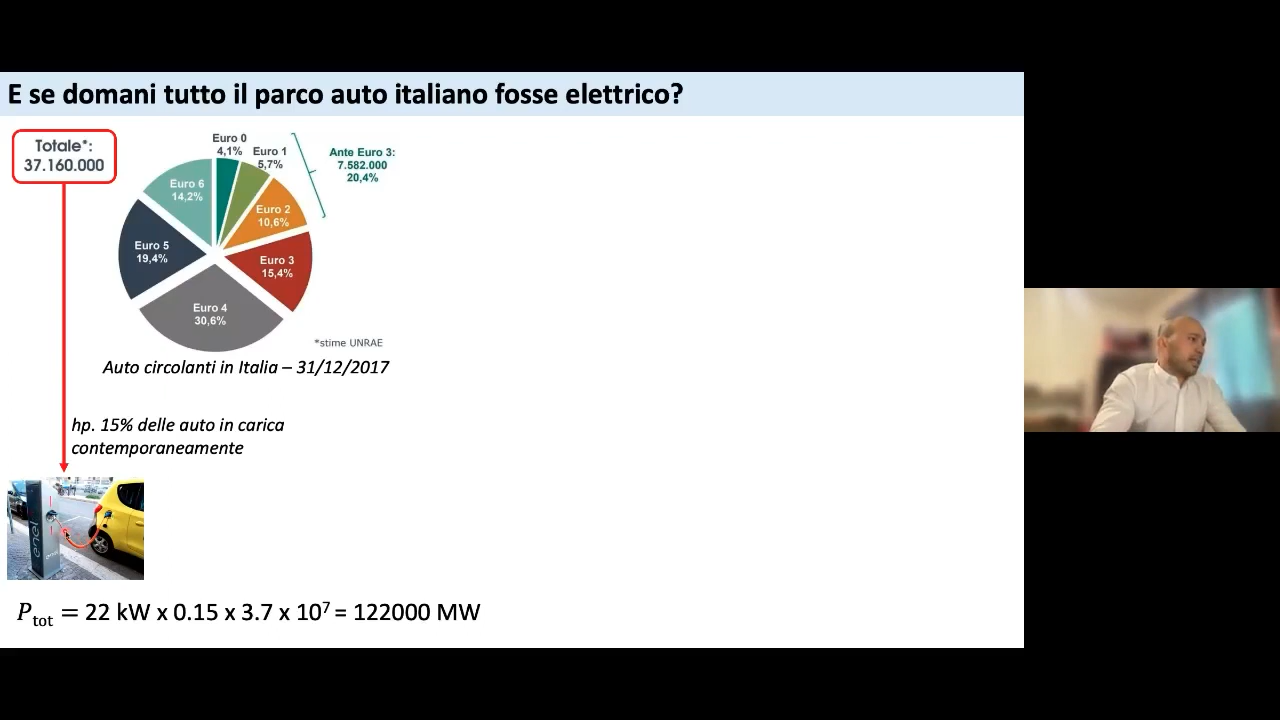 E se domani tutto il parco auto italiano fosse elettrico?
Totale*:
37.160.000
Euro 0
4,1%
Euro 1
5,7%
Ante Euro 3:
7.582.000
20,4%
Euro 6
14,2%
Euro 2
10,6%
Euro 5
19,4%
Euro 3
15,4%
Euro 4
30,6%
*stime UNRAE
Auto circolanti in Italia – 31/12/2017
hp. 15% delle auto in carica
contemporaneamente
enel
P_tot = 22 kW x 0.15 x 3.7 x 10⁷ = 122000 MW